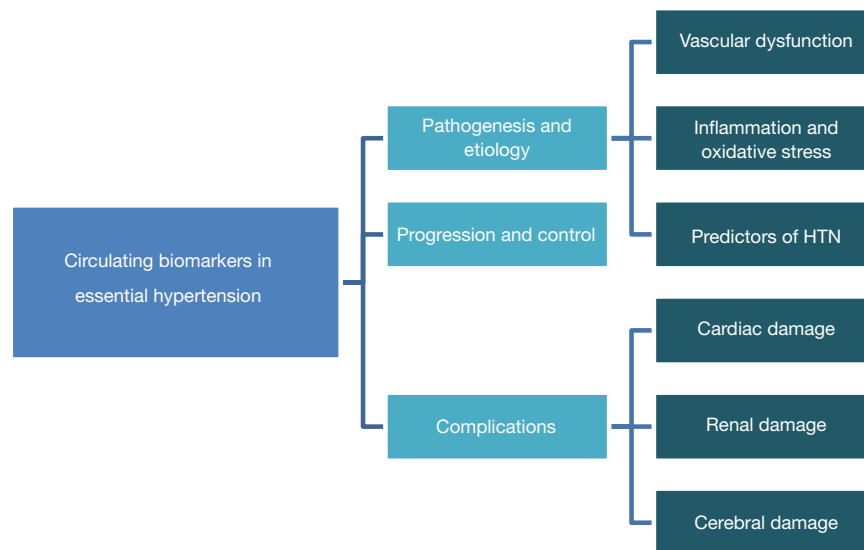 Circulating biomarkers in
essential hypertension
Pathogenesis and
etiology
Vascular dysfunction
Inflammation and
oxidative stress
Predictors of HTN
Progression and control
Complications
Cardiac damage
Renal damage
Cerebral damage